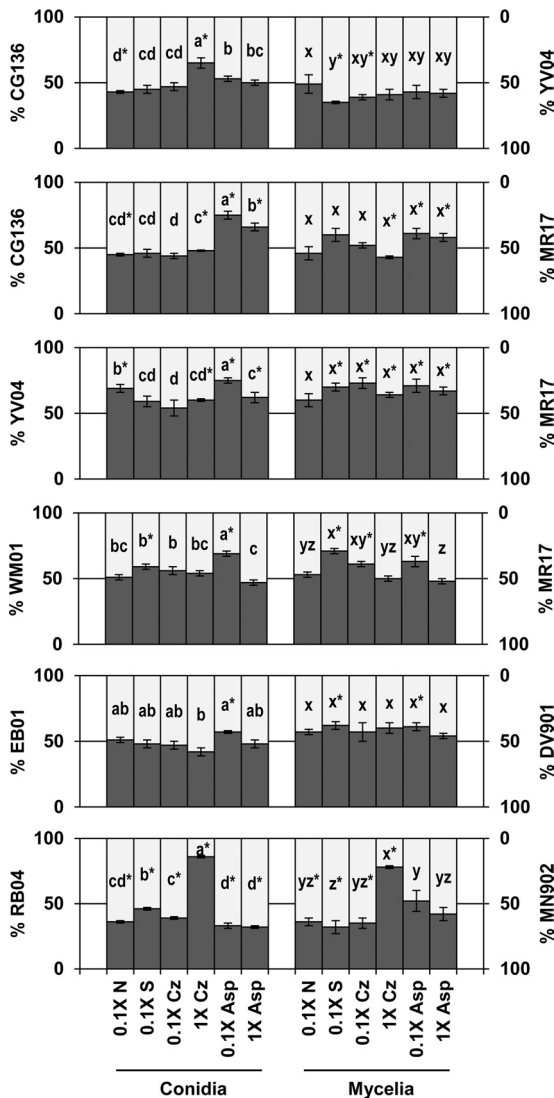 100 0
d* cd cd a* b bc x y* xy* xy xy xy
% CG136 50 50 % YV04
0 100
100 0
cd* cd d c* a* b* x x x x* x* x*
% CG136 50 50 % MR17
0 100
100 0
b* cd d cd* a* c* x x* x* x* x* x*
% YV04 50 50 % MR17
0 100
100 0
bc b* b bc a* c yz x* xy* yz xy* z
% WM01 50 50 % MR17
0 100
100 0
ab ab ab b a* ab x x* x x x* x
% EB01 50 50 % DV901
0 100
100 0
cd* b* c* a* d* d* yz* z* yz* x* y yz
% RB04 50 50 % MN902
0 100
0.1X N 0.1X S 0.1X Cz 1X Cz 0.1X Asp 1X Asp 0.1X N 0.1X S 0.1X Cz 1X Cz 0.1X Asp 1X Asp
Conidia Mycelia